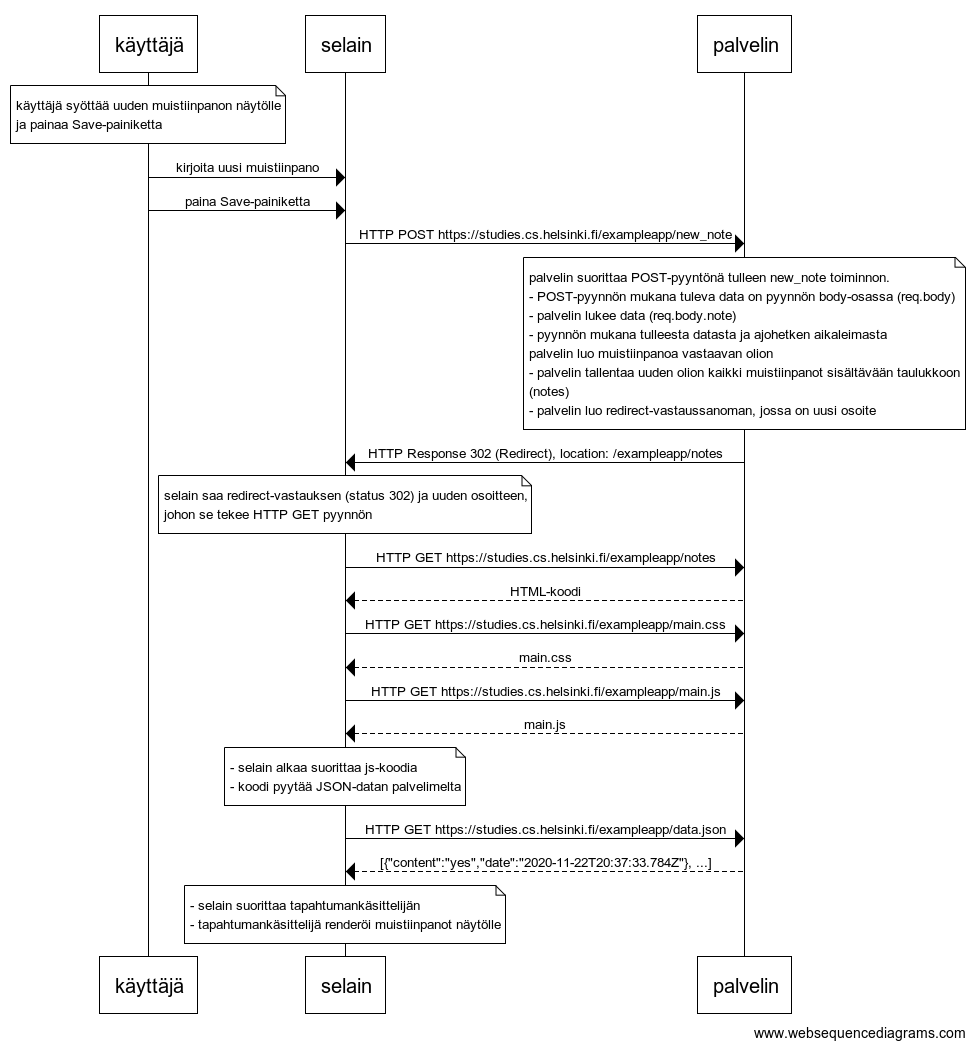 käyttäjä
selain
palvelin
käyttäjä syöttää uuden muistiinpanon näytölle
ja painaa Save-painiketta
kirjoita uusi muistiinpano
paina Save-painiketta
HTTP POST https://studies.cs.helsinki.fi/exampleapp/new_note
palvelin suorittaa POST-pyyntönä tulleen new_note toiminnon.
- POST-pyynnön mukana tuleva data on pyynnön body-osassa (req.body)
- palvelin lukee data (req.body.note)
- pyynnön mukana tulleesta datasta ja ajohetken aikaleimasta
palvelin luo muistiinpanoa vastaavan olion
- palvelin tallentaa uuden olion kaikki muistiinpanot sisältävään taulukkoon
(notes)
- palvelin luo redirect-vastaussanoman, jossa on uusi osoite
HTTP Response 302 (Redirect), location: /exampleapp/notes
selain saa redirect-vastauksen (status 302) ja uuden osoitteen,
johon se tekee HTTP GET pyynnön
HTTP GET https://studies.cs.helsinki.fi/exampleapp/notes
HTML-koodi
HTTP GET https://studies.cs.helsinki.fi/exampleapp/main.css
main.css
HTTP GET https://studies.cs.helsinki.fi/exampleapp/main.js
main.js
- selain alkaa suorittaa js-koodia
- koodi pyytää JSON-datan palvelimelta
HTTP GET https://studies.cs.helsinki.fi/exampleapp/data.json
[{"content":"yes","date":"2020-11-22T20:37:33.784Z"}, ...]
- selain suorittaa tapahtumankäsittelijän
- tapahtumankäsittelijä renderöi muistiinpanot näytölle
käyttäjä
selain
palvelin
www.websequencediagrams.com